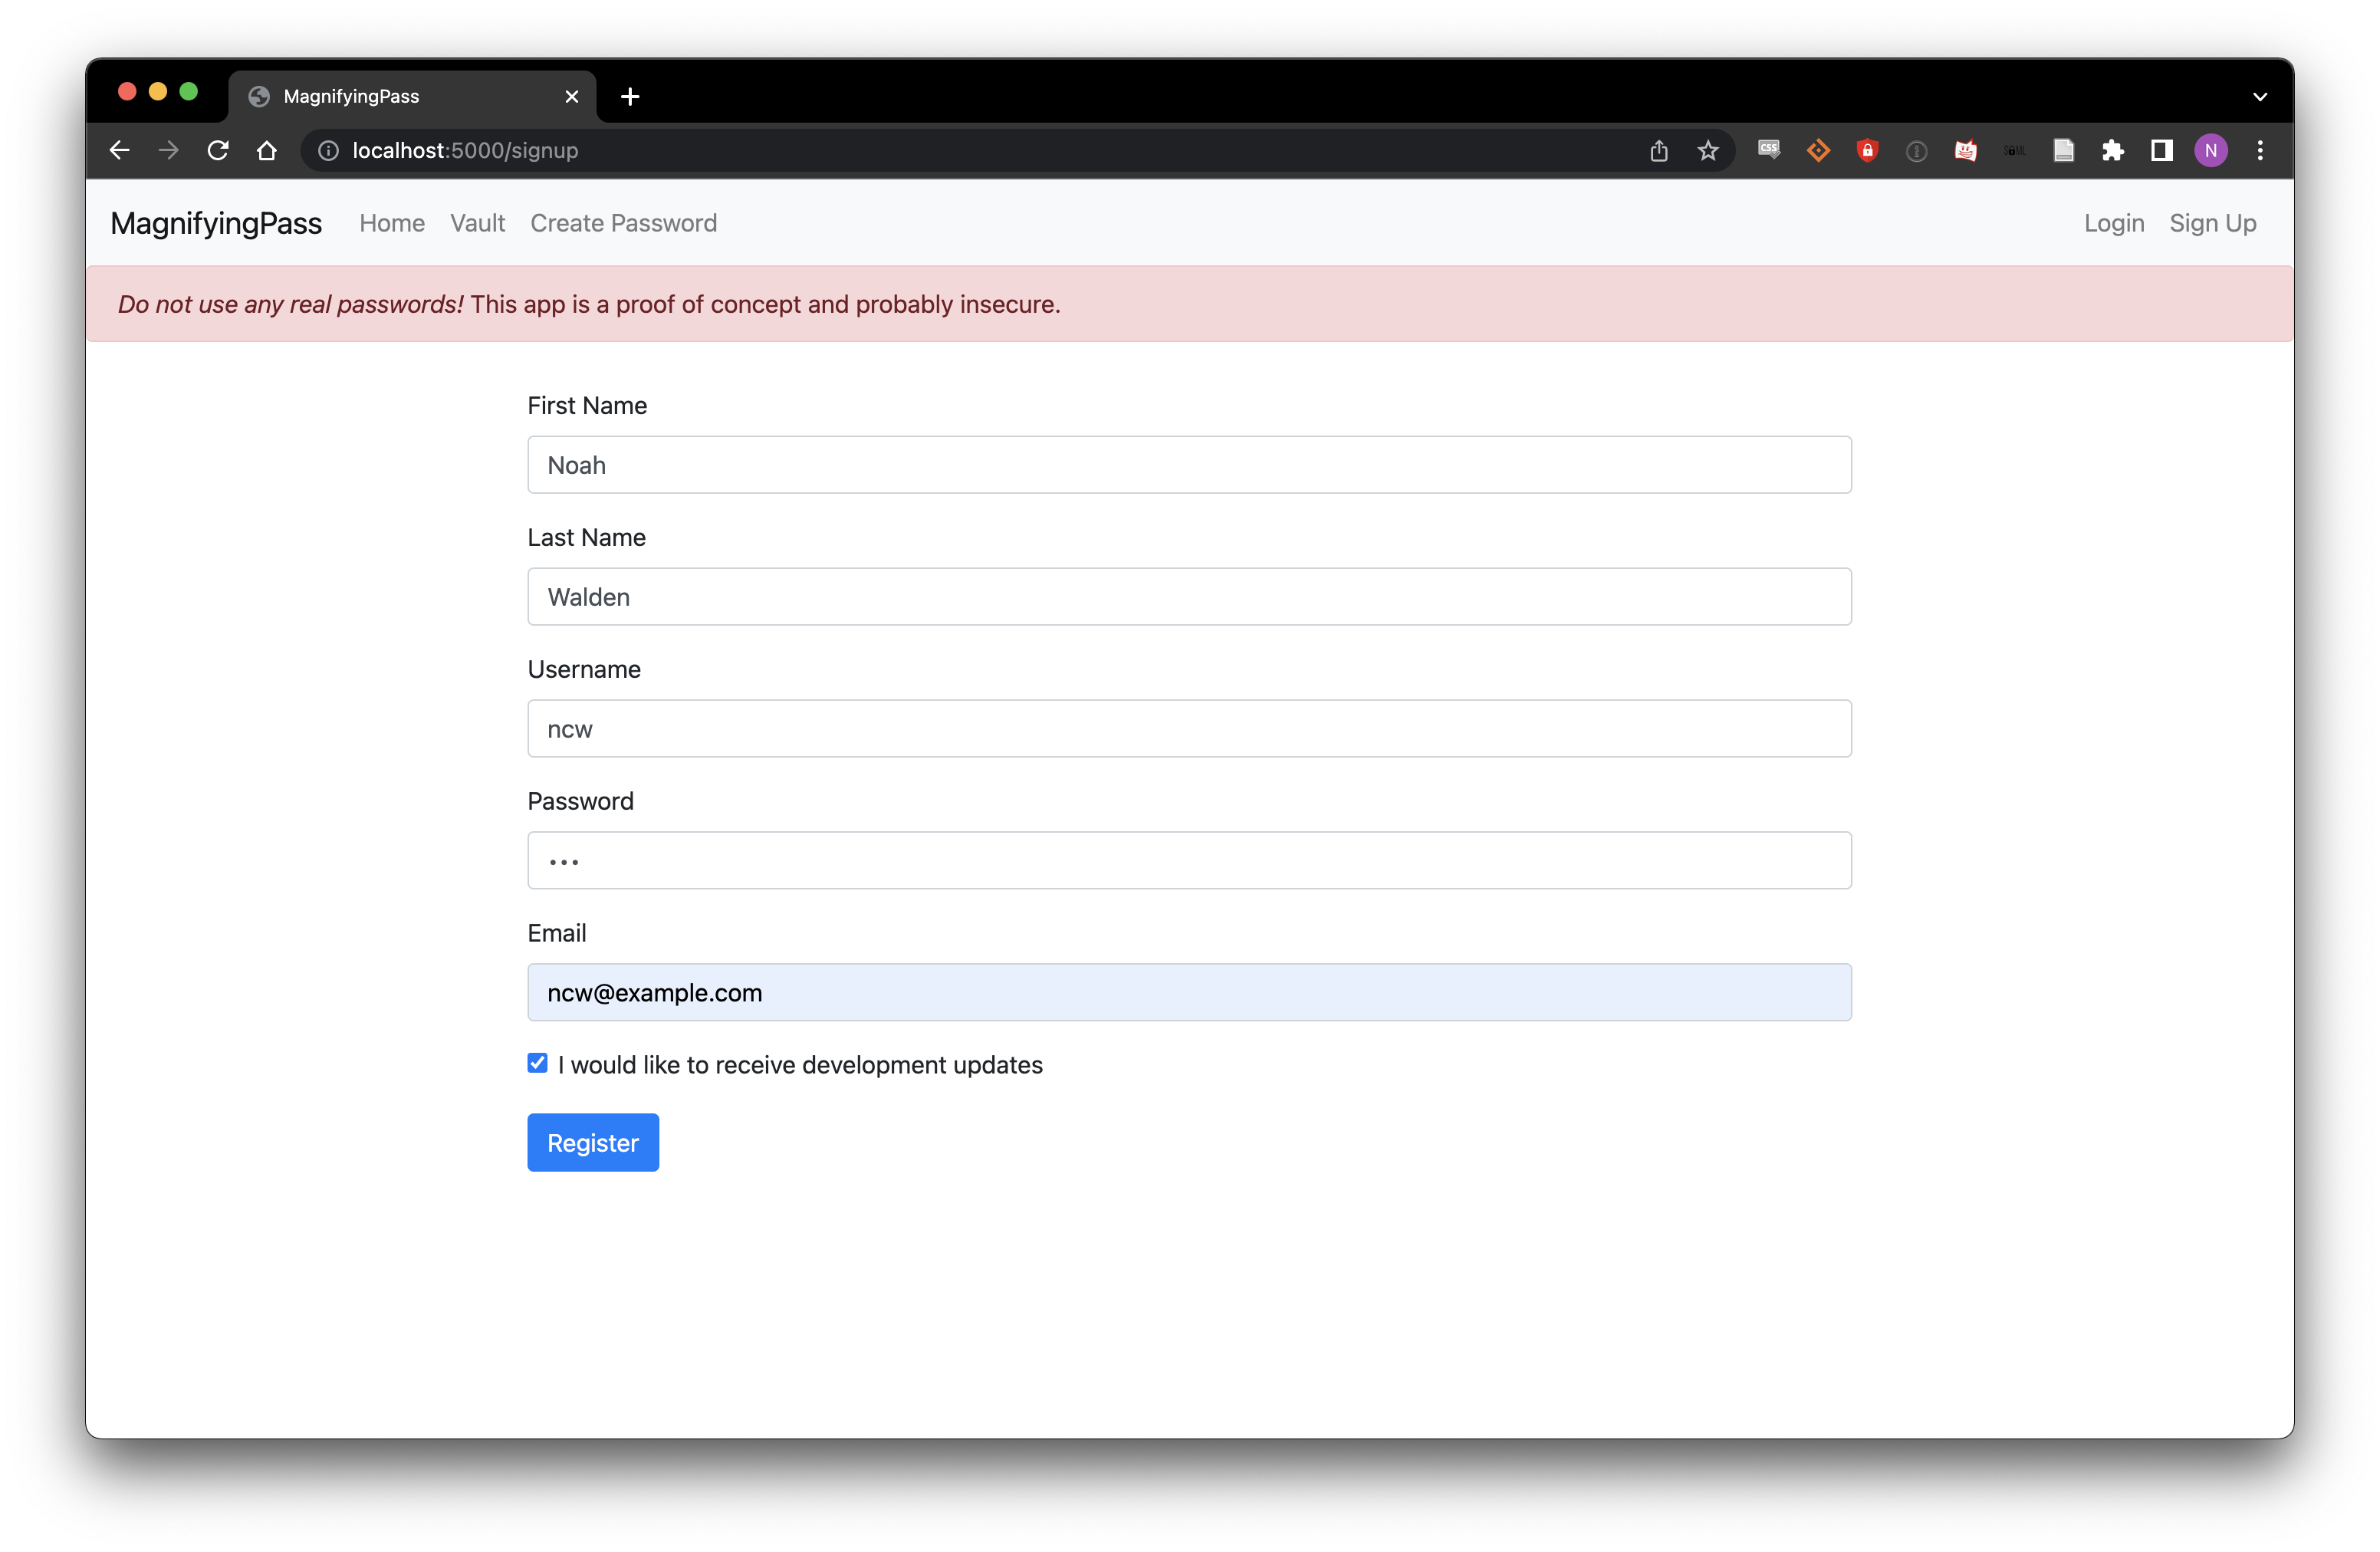 MagnifyingPass
localhost:5000/signup
CSS
N
MagnifyingPass Home Vault Create Password Login Sign Up
Do not use any real passwords! This app is a proof of concept and probably insecure.
First Name
Noah
Last Name
Walden
Username
ncw
Password
•••
Email
ncw@example.com
I would like to receive development updates
Register